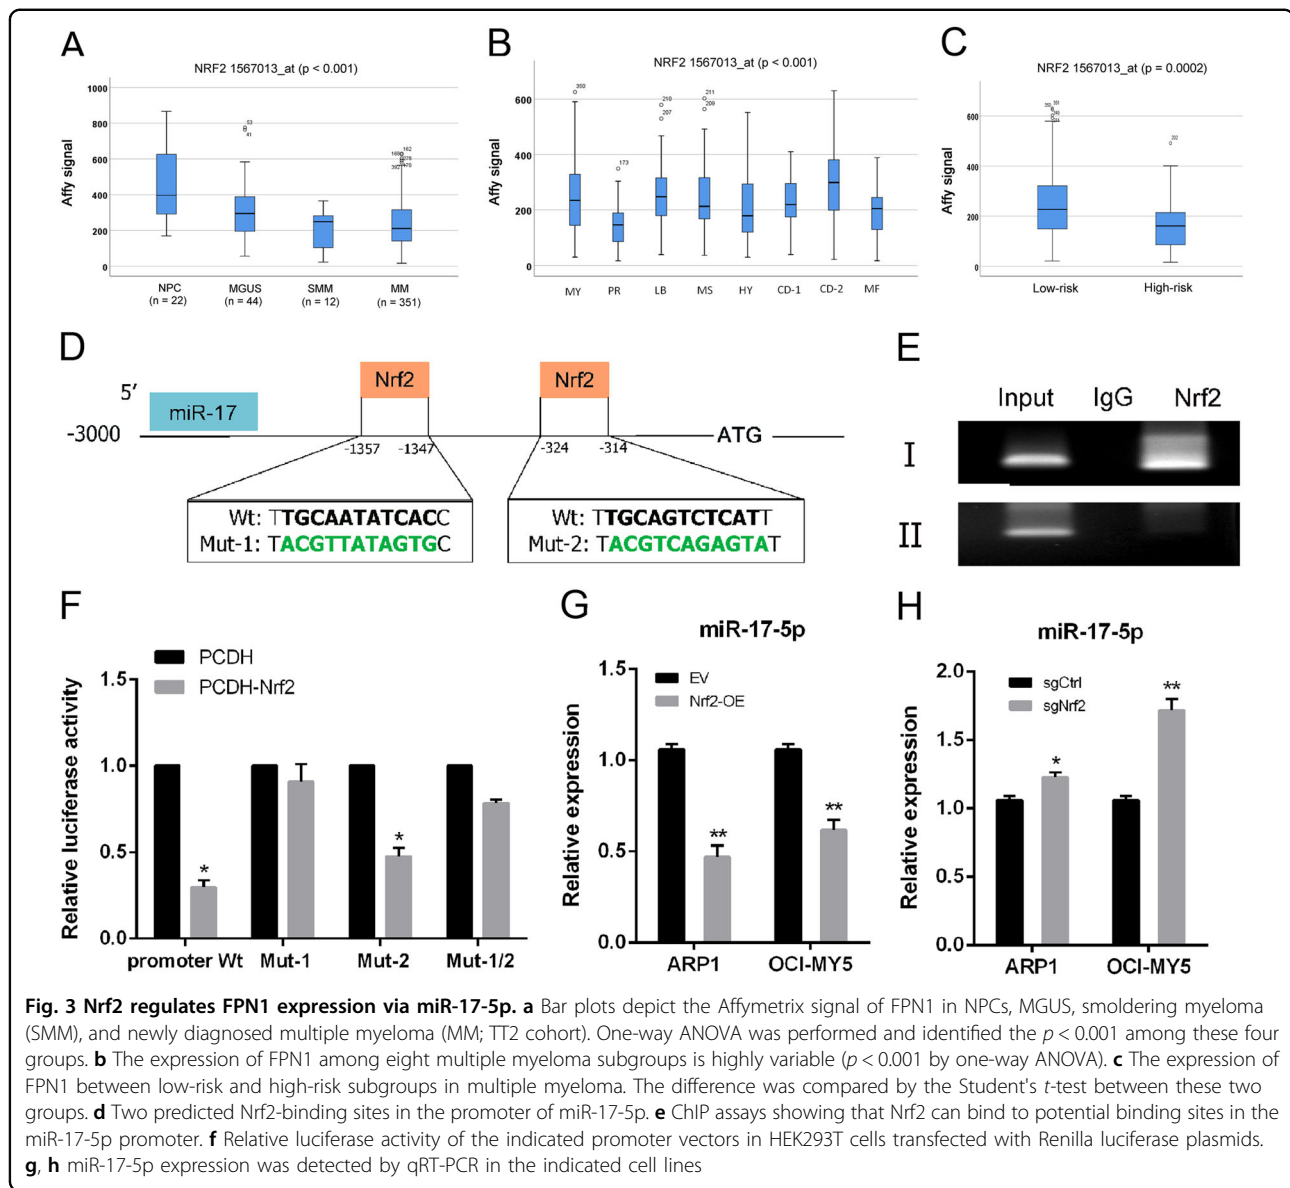 A
NRF2 1567013_at (p < 0.001)
Affy signal
1000
800
600
400
200
0
53
41
162
NPC
(n = 22)
MGUS
(n = 44)
SMM
(n = 12)
MM
(n = 351)
B
NRF2 1567013_at (p < 0.001)
Affy signal
600
400
200
0
350
173
210
207
211
209
MY
PR
LB
MS
HY
CD-1
CD-2
MF
C
NRF2 1567013_at (p = 0.0002)
Affy signal
600
400
200
0
202
Low-risk
High-risk
D
5′
miR-17
Nrf2
Nrf2
-3000
ATG
-1357
-1347
-324
-314
Wt: TTGCAATATCACC
Mut-1: TACGTTATAGTGC
Wt: TTGCAGTCTCATT
Mut-2: TACGTCAGAGTAT
E
Input IgG Nrf2
I
II
F
PCDH
PCDH-Nrf2
Relative luciferase activity
1.5
1.0
0.5
0.0
*
*
promoter Wt Mut-1 Mut-2 Mut-1/2
G
miR-17-5p
EV
Nrf2-OE
Relative expression
1.5
1.0
0.5
0.0
**
**
ARP1 OCI-MY5
H
miR-17-5p
sgCtrl
sgNrf2
Relative expression
2.0
1.5
1.0
0.5
0.0
*
**
ARP1 OCI-MY5
Fig. 3 Nrf2 regulates FPN1 expression via miR-17-5p. a Bar plots depict the Affymetrix signal of FPN1 in NPCs, MGUS, smoldering myeloma
(SMM), and newly diagnosed multiple myeloma (MM; TT2 cohort). One-way ANOVA was performed and identified the p < 0.001 among these four
groups. b The expression of FPN1 among eight multiple myeloma subgroups is highly variable (p < 0.001 by one-way ANOVA). c The expression of
FPN1 between low-risk and high-risk subgroups in multiple myeloma. The difference was compared by the Student's t-test between these two
groups. d Two predicted Nrf2-binding sites in the promoter of miR-17-5p. e ChIP assays showing that Nrf2 can bind to potential binding sites in the
miR-17-5p promoter. f Relative luciferase activity of the indicated promoter vectors in HEK293T cells transfected with Renilla luciferase plasmids.
g, h miR-17-5p expression was detected by qRT-PCR in the indicated cell lines